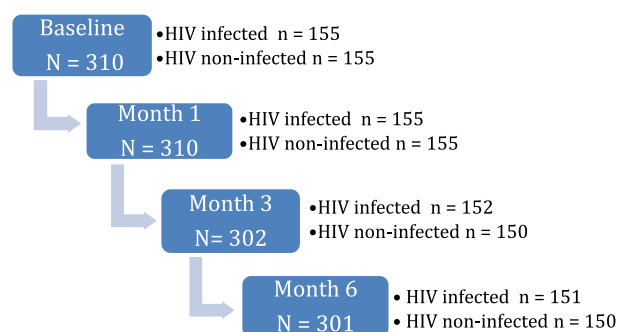 Baseline
N = 310
•HIV infected n = 155
•HIV non-infected n = 155
Month 1
N = 310
•HIV infected n = 155
•HIV non-infected n = 155
Month 3
N= 302
•HIV infected n = 152
•HIV non-infected n = 150
Month 6
N = 301
• HIV infected n = 151
• HIV non-infected n = 150